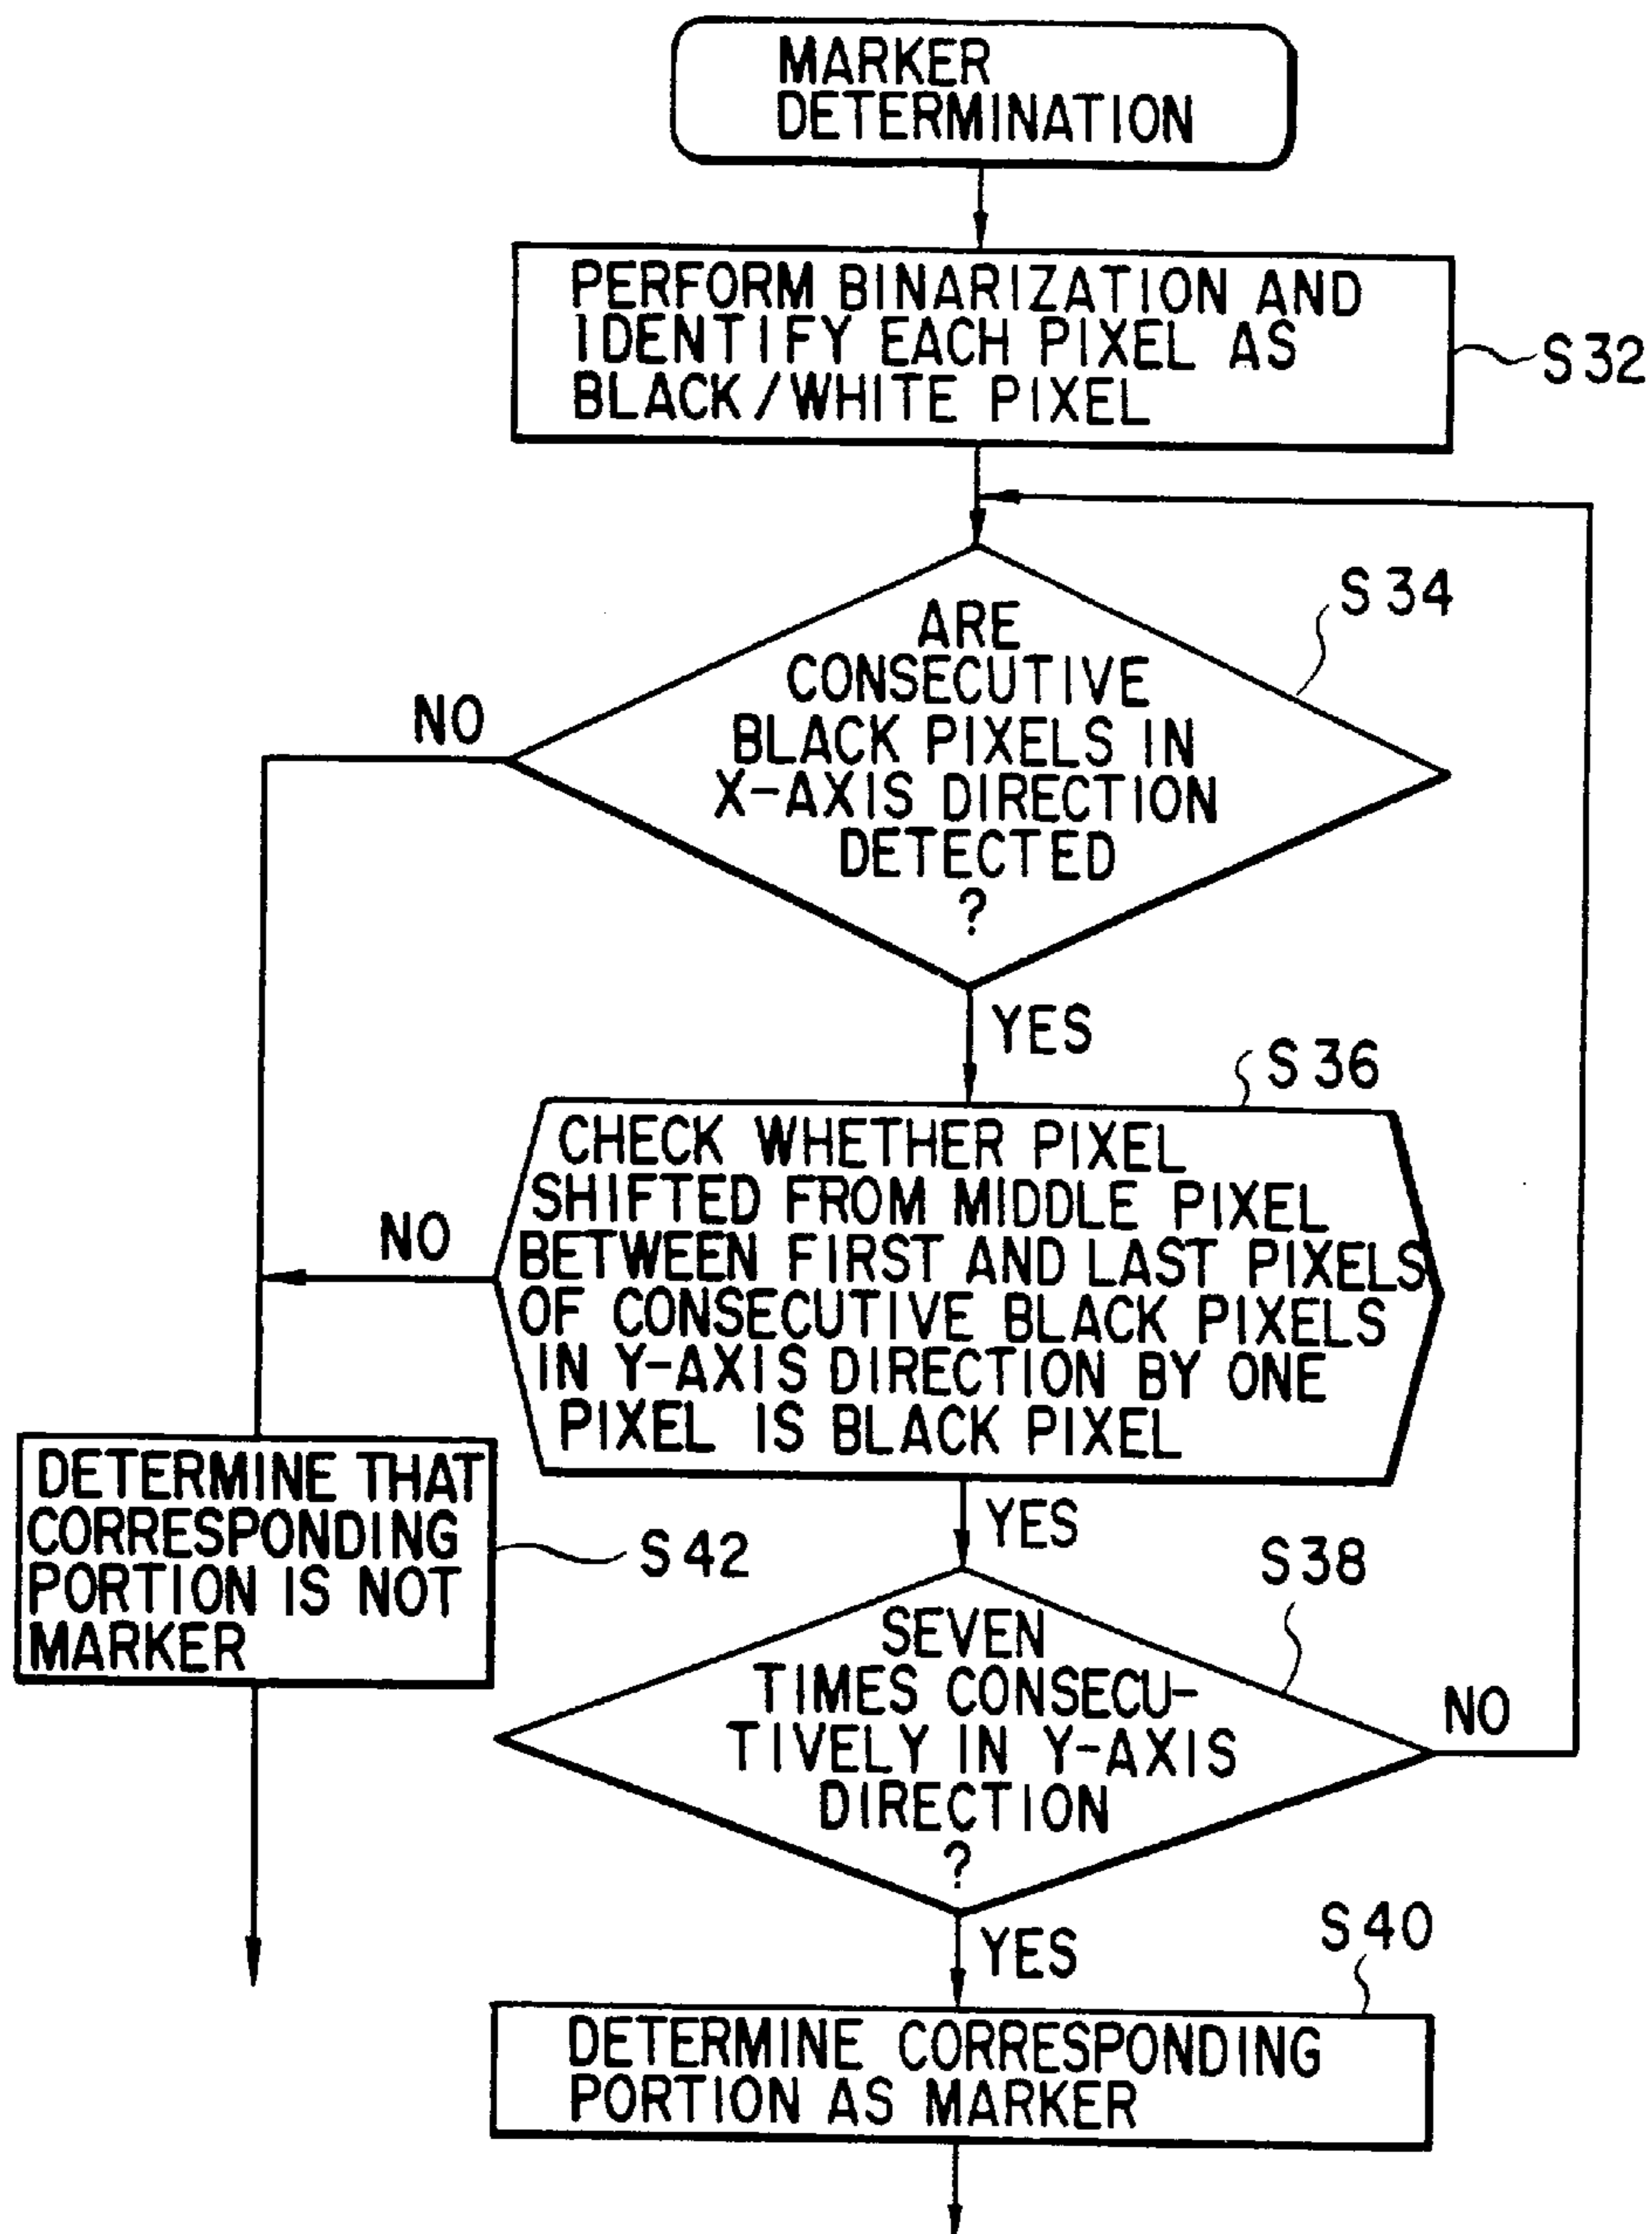 MARKER
DETERMINATION
PERFORM BINARIZATION AND
IDENTIFY EACH PIXEL AS
BLACK/WHITE PIXEL
S32
S34
ARE
CONSECUTIVE
BLACK PIXELS IN
X-AXIS DIRECTION
DETECTED
?
NO
YES
S36
CHECK WHETHER PIXEL
SHIFTED FROM MIDDLE PIXEL
BETWEEN FIRST AND LAST PIXELS
OF CONSECUTIVE BLACK PIXELS
IN Y-AXIS DIRECTION BY ONE
PIXEL IS BLACK PIXEL
NO
YES
DETERMINE THAT
CORRESPONDING
PORTION IS NOT
MARKER
S42
S38
SEVEN
TIMES CONSECU-
TIVELY IN Y-AXIS
DIRECTION
?
NO
YES
S40
DETERMINE CORRESPONDING
PORTION AS MARKER